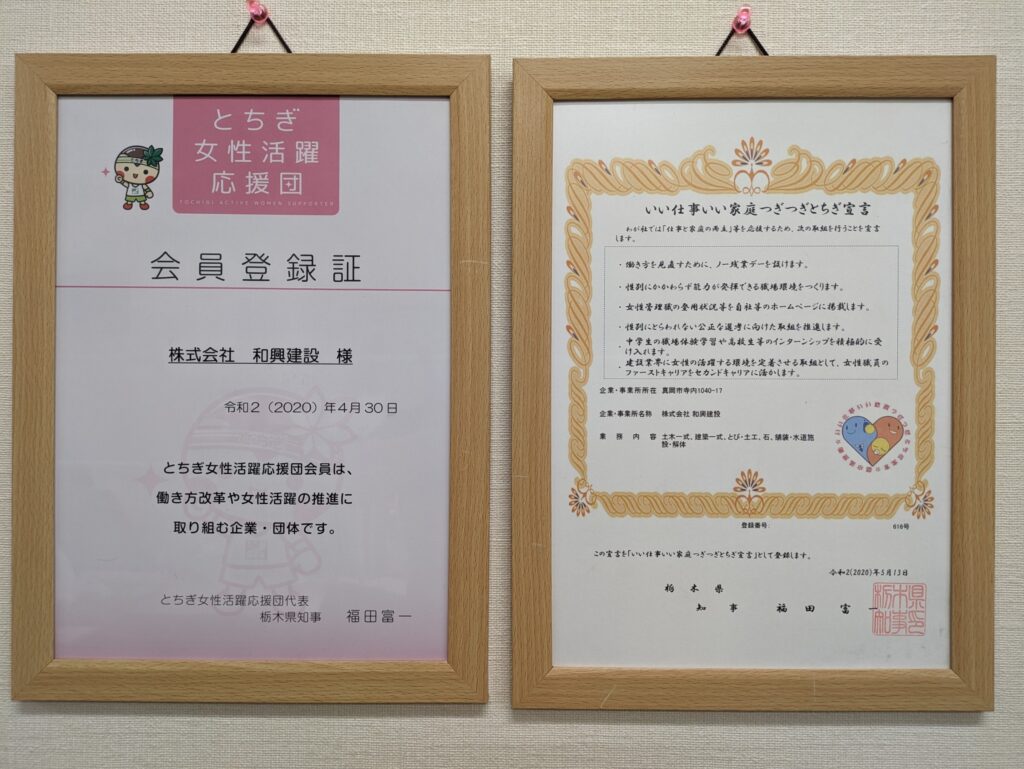 とちぎ
女性活躍
応援団
TOCHIGI ACTIVE WOMEN SUPPORTER
会員登録証
株式会社 和興建設 様
令和2（2020）年4月30日
とちぎ女性活躍応援団会員は、
働き方改革や女性活躍の推進に
取り組む企業・団体です。
とちぎ女性活躍応援団代表
栃木県知事 福田富一
いい仕事いい家庭つぎつぎとちぎ宣言
わが社では「仕事と家庭の両立」等を応援するため、次の取組を行うことを宣言
します。
・働き方を見直すために、ノー残業デーを設けます。
・性別にかかわらず能力が発揮できる職場環境をつくります。
・女性管理職の登用状況等を自社等のホームページに掲載します。
・性別にとらわれない公正な選考に向けた取組を推進します。
・中学生の職場体験学習や高校生等のインターンシップを積極的に受
け入れます。
・建設業界に女性の活躍する環境を定着させる取組として、女性職員の
ファーストキャリアをセカンドキャリアに活かします。
企業・事業所所在 真岡市寺内1040-17
企業・事業所名称 株式会社 和興建設
業務内容 土木一式、建築一式、とび・土工、石、舗装・水道施
設・解体
登録番号 616号
この宣言を「いい仕事いい家庭つぎつぎとちぎ宣言」として登録します。
令和2(2020)年5月13日
栃木県
知事 福田富一
栃木県知事印